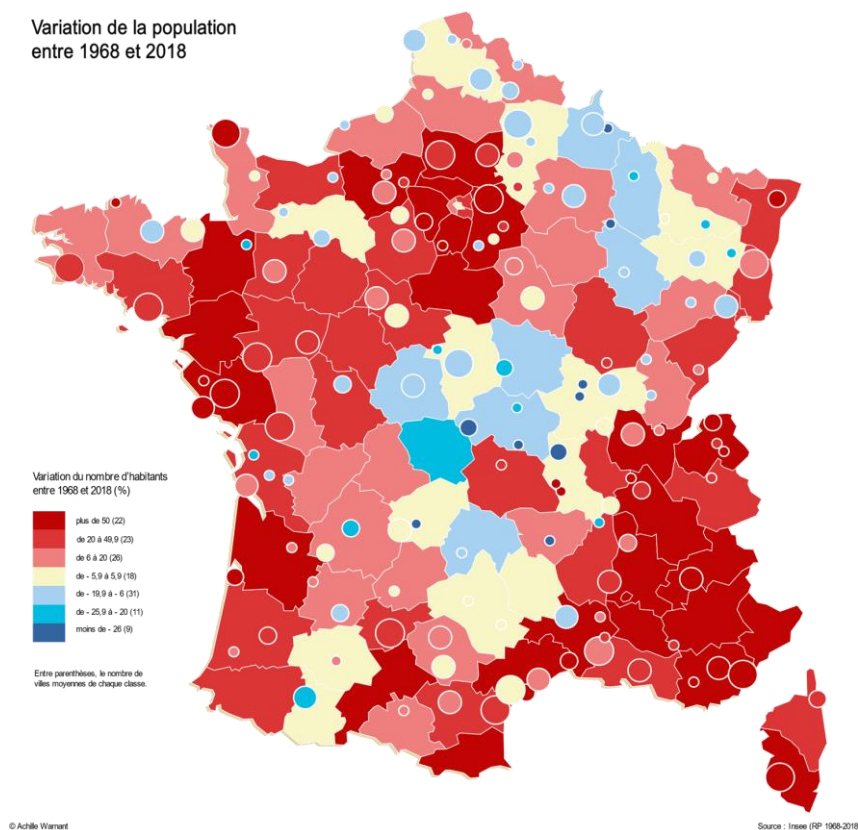 Variation de la population
entre 1968 et 2018
Variation du nombre d'habitants
entre 1968 et 2018 (%)
plus de 50 (22)
de 20 à 49,9 (23)
de 6 à 20 (26)
de - 5,9 à 5,9 (18)
de - 19,9 à - 6 (31)
de - 25,9 à - 20 (11)
moins de - 26 (9)
Entre parenthèses, le nombre de
villes moyennes de chaque classe.
© Achille Warnant
Source : Insee (RP 1968-2018